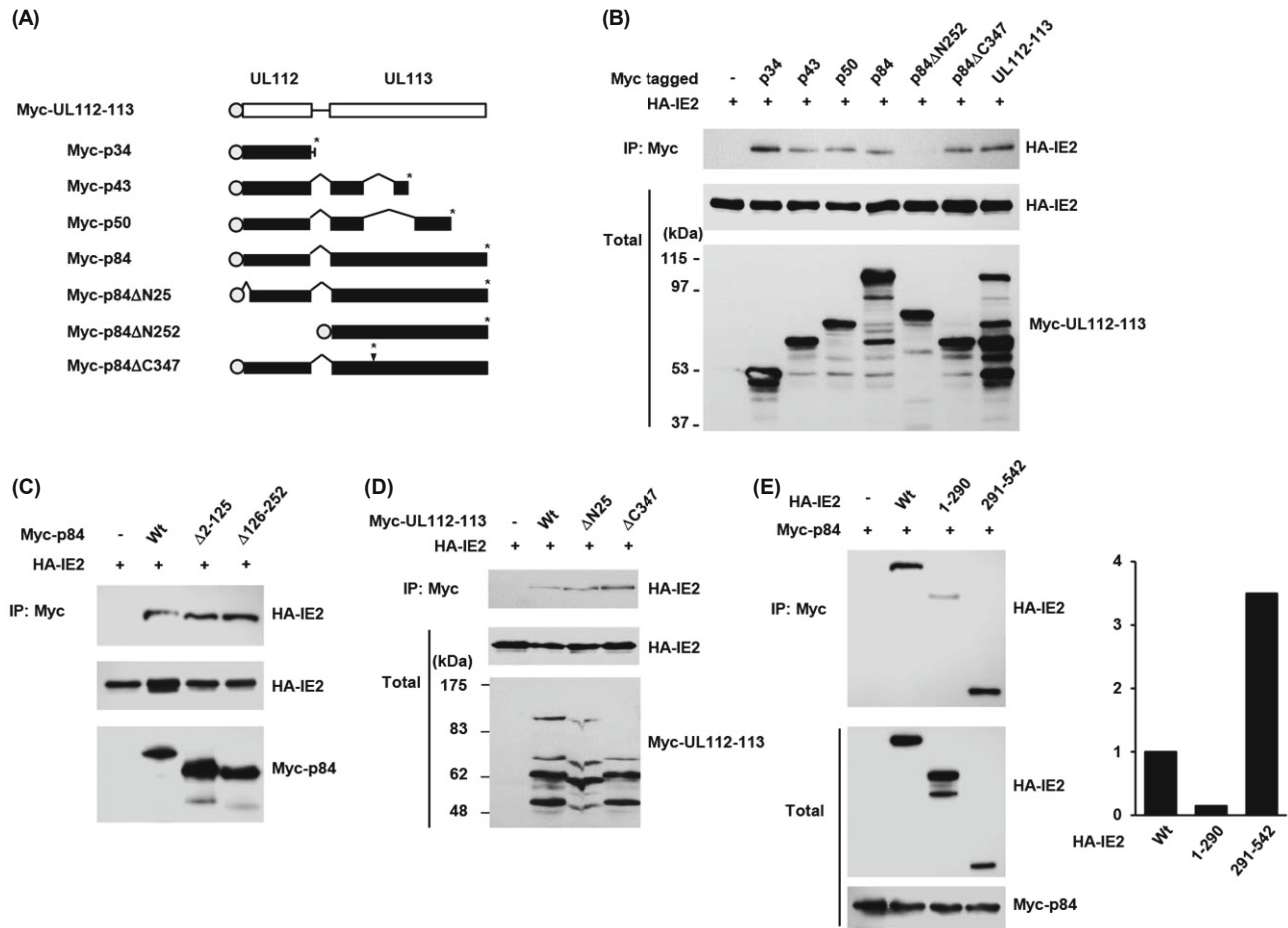 (A)
UL112 UL113
Myc-UL112-113
Myc-p34 *
Myc-p43 *
Myc-p50 *
Myc-p84 *
Myc-p84ΔN25 *
Myc-p84ΔN252 *
Myc-p84ΔC347 *
(B)
Myc tagged - p34 p43 p50 p84 p84ΔN252 p84ΔC347 UL112-113
HA-IE2 + + + + + + + +
IP: Myc HA-IE2
HA-IE2
Total (kDa)
115 -
97 -
Myc-UL112-113
53 -
37 -
(C)
Myc-p84 - Wt Δ2-125 Δ126-252
HA-IE2 + + + +
IP: Myc HA-IE2
HA-IE2
Myc-p84
(D)
Myc-UL112-113 - Wt ΔN25 ΔC347
HA-IE2 + + + +
IP: Myc HA-IE2
HA-IE2
Total (kDa)
175
83
Myc-UL112-113
62
48
(E)
HA-IE2 - Wt 1-290 291-542
Myc-p84 + + + +
IP: Myc HA-IE2
Total HA-IE2
Myc-p84
4
3
2
1
0
HA-IE2 Wt 1-290 291-542